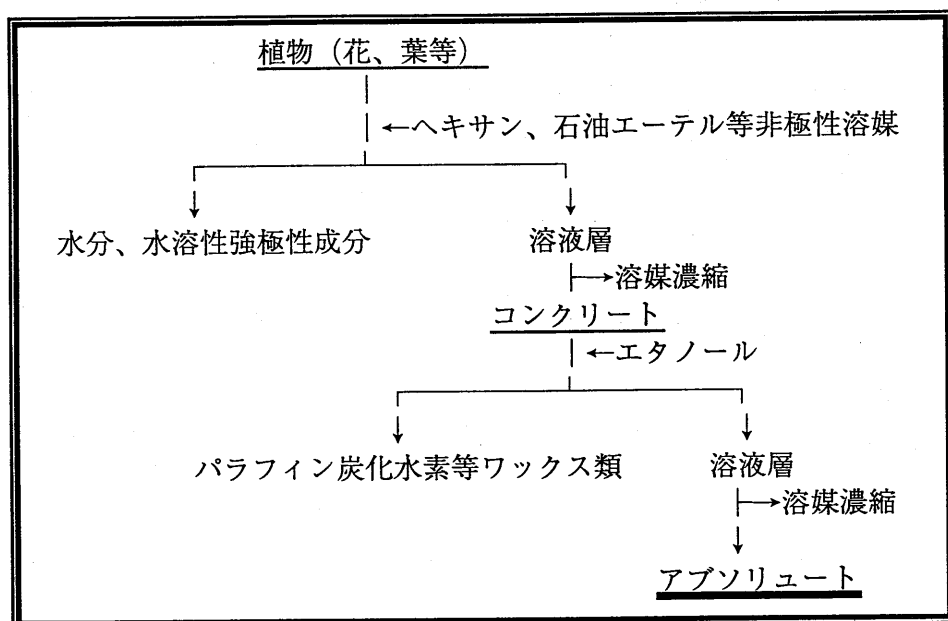 植物（花、葉等）
←ヘキサン、石油エーテル等非極性溶媒
水分、水溶性強極性成分
溶液層
→溶媒濃縮
コンクリート
←エタノール
パラフィン炭化水素等ワックス類
溶液層
→溶媒濃縮
アブソリュート